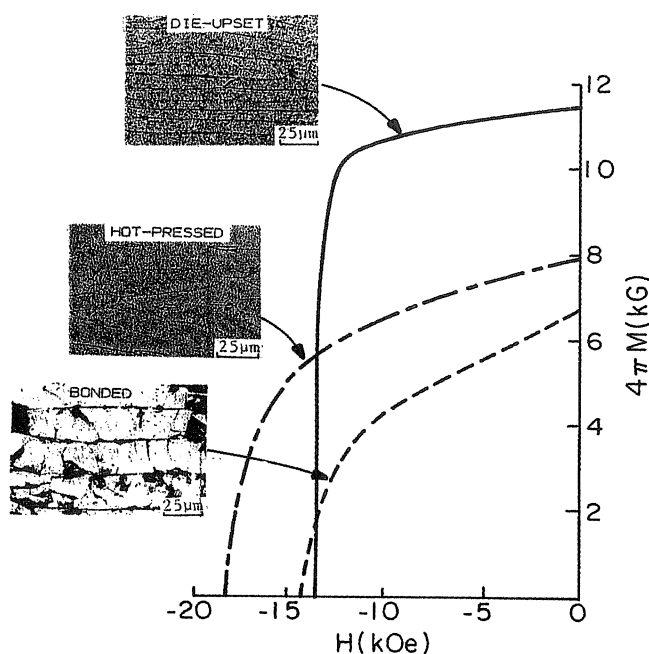 DIE-UPSET
25μm
HOT-PRESSED
25μm
BONDED
25μm
12
10
8
6
4
2
0
4πM(kG)
-20
-15
-10
-5
0
H(kOe)